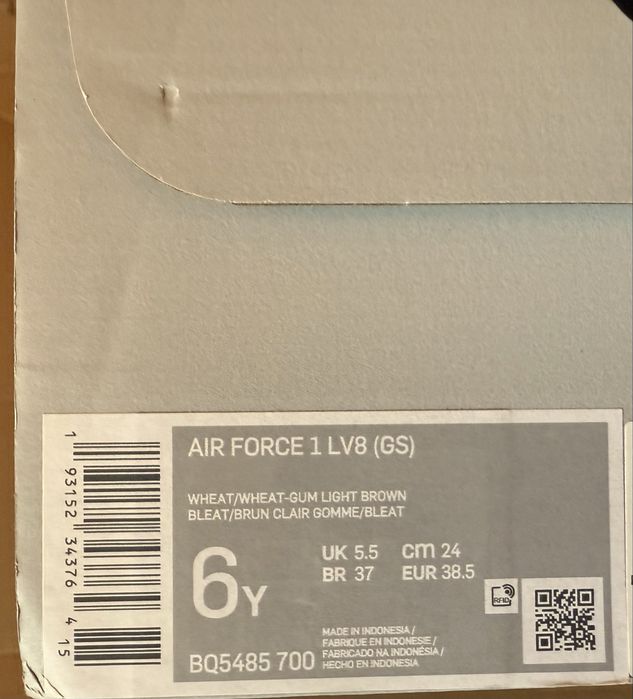 AIR FORCE 1 LV8 (GS)
WHEAT/WHEAT-GUM LIGHT BROWN
BLEAT/BRUN CLAIR GOMME/BLEAT
6Y
UK 5.5 cm 24
BR 37 EUR 38.5
RFID
MADE IN INDONESIA /
FABRIQUE EN INDONESIE /
FABRICADO NA INDONÉSIA /
HECHO EN INDONESIA
BQ5485 700
1 93152 34376 4 15